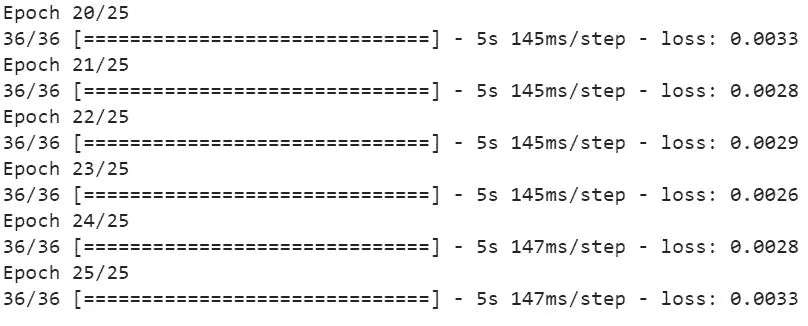 Epoch 20/25
36/36 [==============================] - 5s 145ms/step - loss: 0.0033
Epoch 21/25
36/36 [==============================] - 5s 145ms/step - loss: 0.0028
Epoch 22/25
36/36 [==============================] - 5s 145ms/step - loss: 0.0029
Epoch 23/25
36/36 [==============================] - 5s 145ms/step - loss: 0.0026
Epoch 24/25
36/36 [==============================] - 5s 147ms/step - loss: 0.0028
Epoch 25/25
36/36 [==============================] - 5s 147ms/step - loss: 0.0033